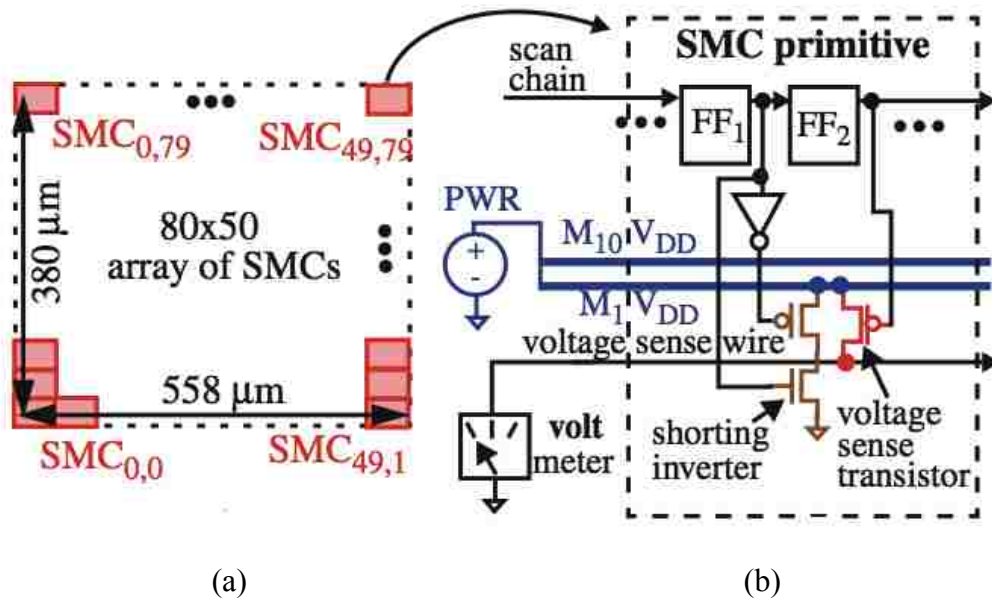 SMC primitive
scan
chain
SMC0,79
SMC49,79
FF1
FF2
380 μm
80x50
array of SMCs
PWR
+
-
M10 VDD
M1 VDD
voltage sense wire
558 μm
SMC0,0
SMC49,1
volt
meter
shorting
inverter
voltage
sense
transistor
(a)
(b)